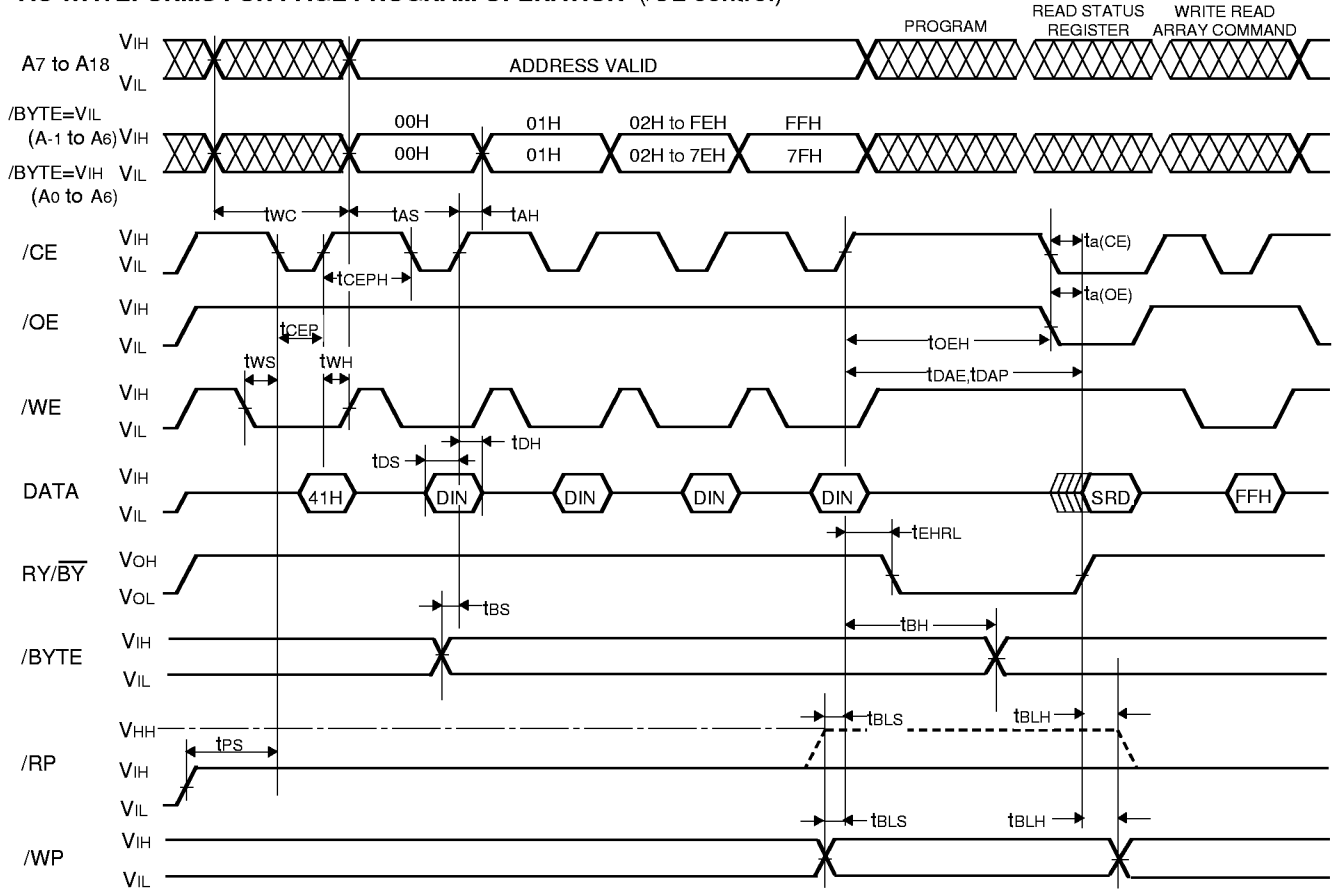 READ STATUS WRITE READ
PROGRAM REGISTER ARRAY COMMAND
A7 to A18 VIH VIL ADDRESS VALID
/BYTE=VIL
(A-1 to A6) VIH 00H 01H 02H to FEH FFH
/BYTE=VIH VIL 00H 01H 02H to 7EH 7FH
(A0 to A6)
tWC tAS tAH
/CE VIH VIL tCEPH ta(CE)
/OE VIH VIL tCEP ta(OE)
tOEH
tWS tWH tDAE,tDAP
/WE VIH VIL
tDS tDH
DATA VIH VIL 41H DIN DIN DIN DIN SRD FFH
tEHRL
RY/BY VOH VOL
tBS tBH
/BYTE VIH VIL
VHH tPS tBLS tBLH
/RP VIH VIL
tBLS tBLH
/WP VIH VIL